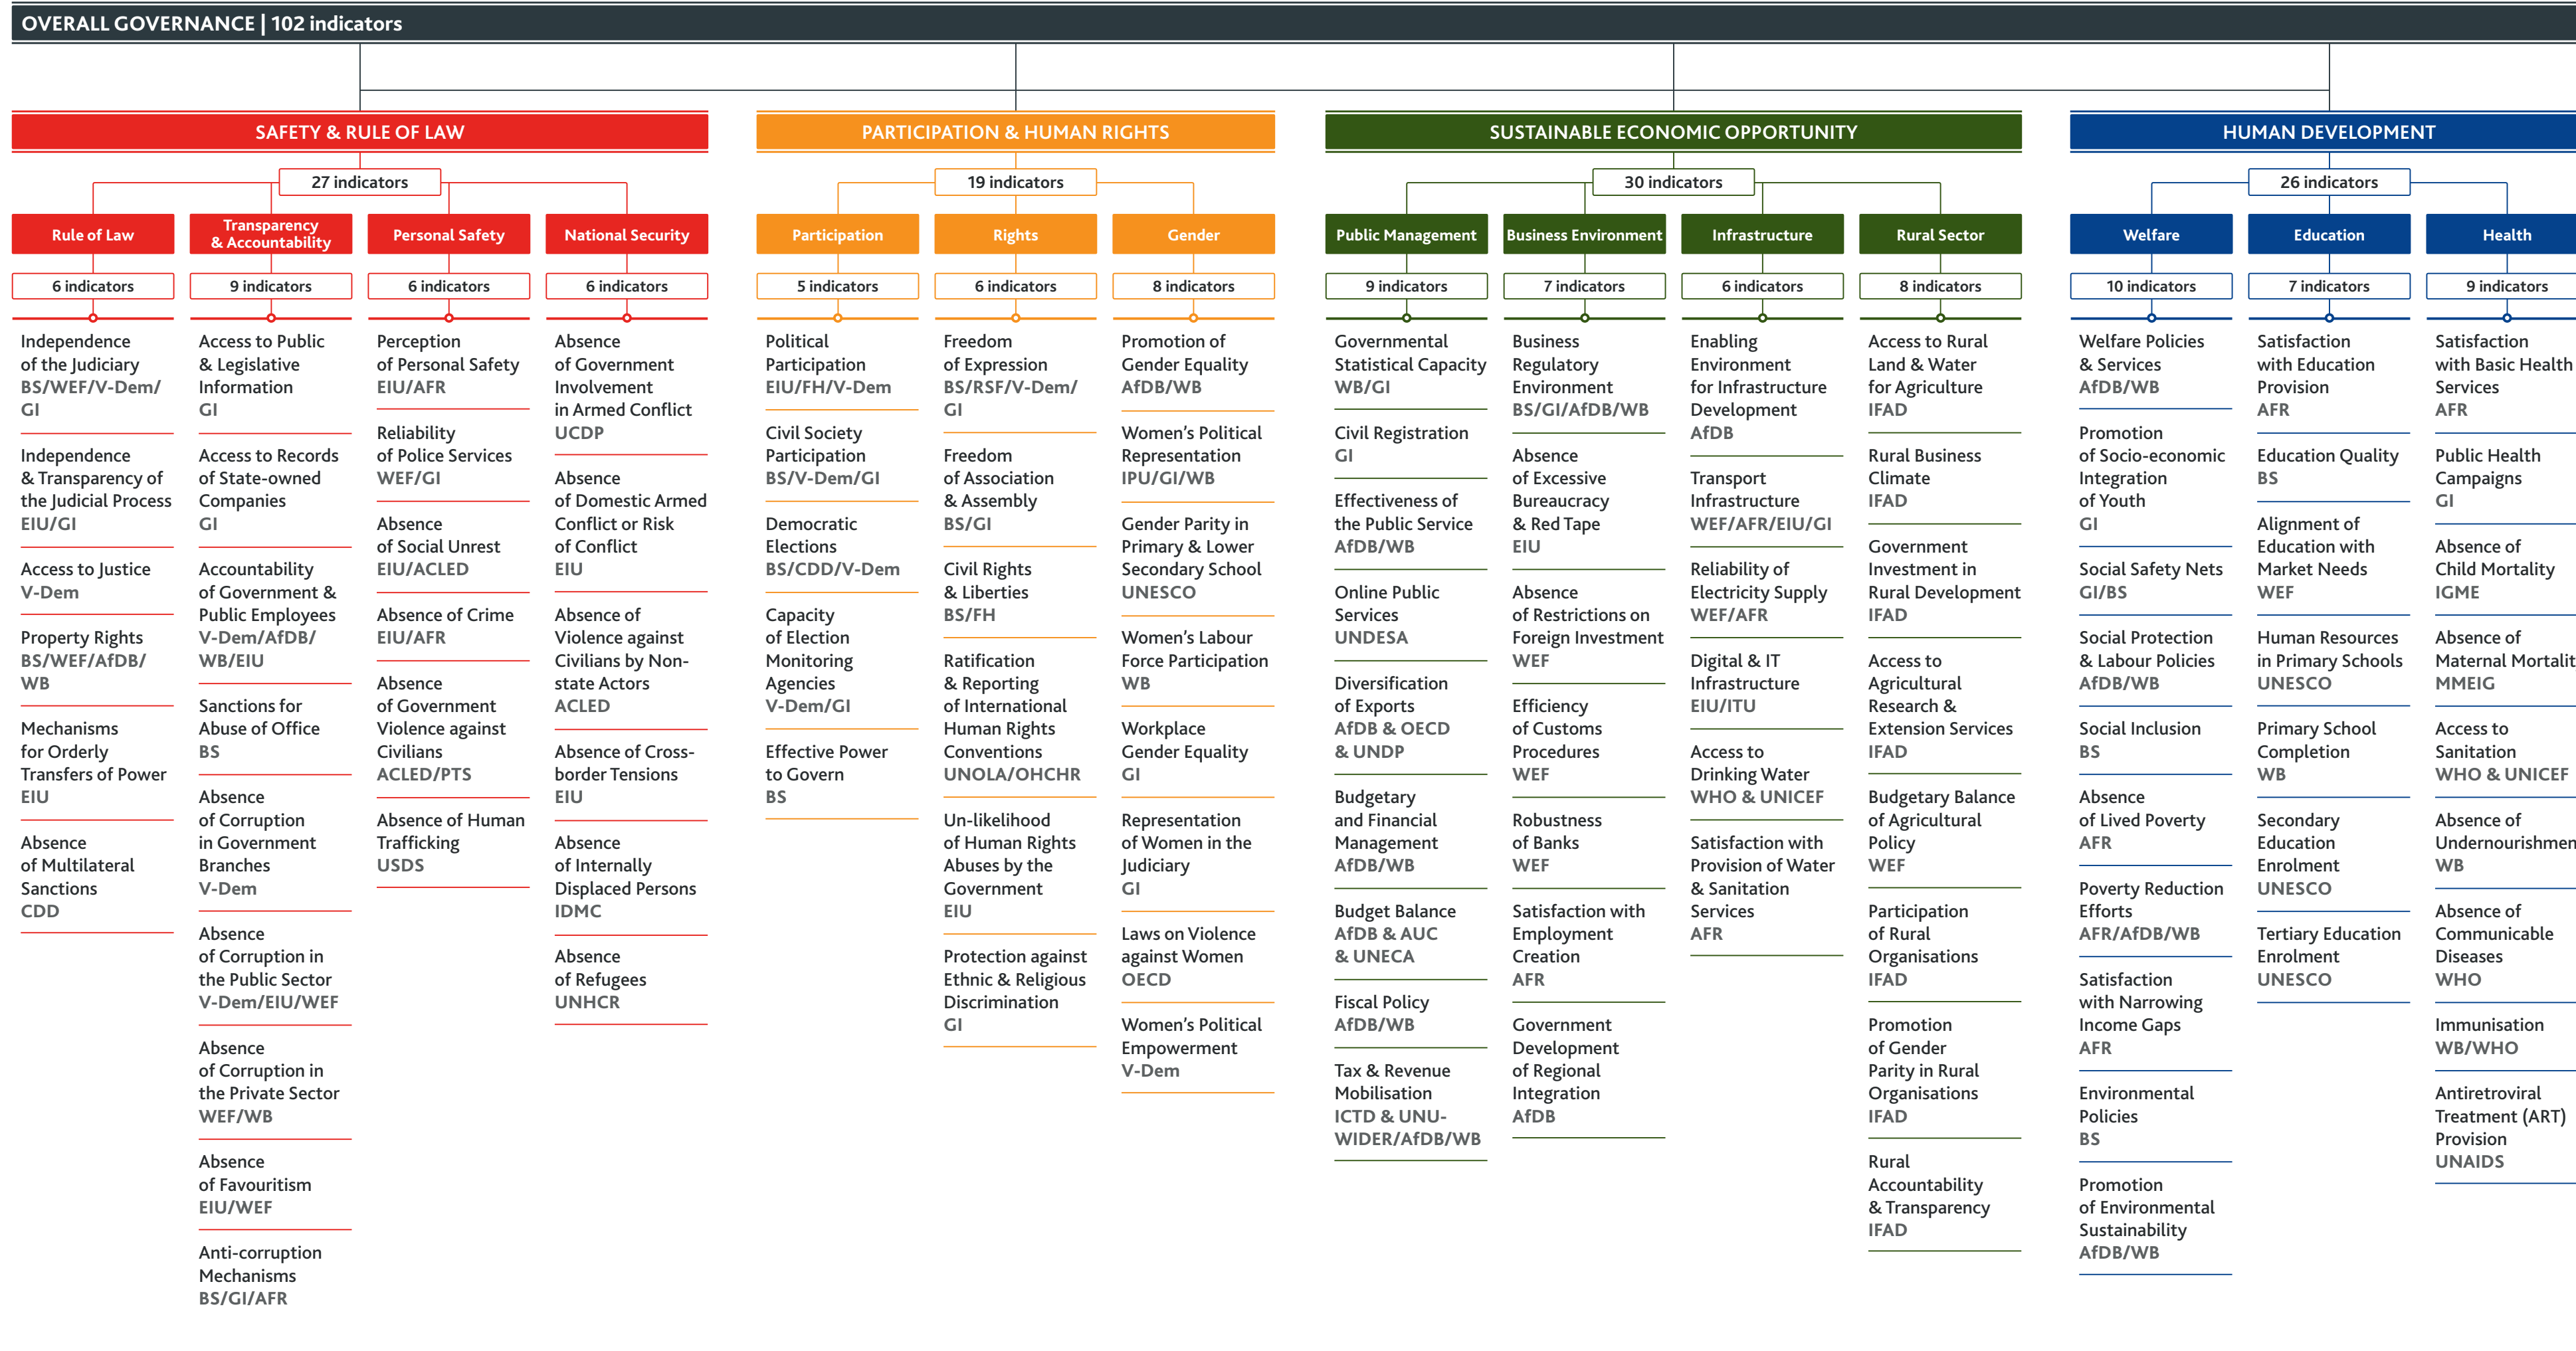 OVERALL GOVERNANCE | 102 indicators
SAFETY & RULE OF LAW
27 indicators
Rule of Law
6 indicators
Independence
of the Judiciary
BS/WEF/V-Dem/
GI
Independence
& Transparency of
the Judicial Process
EIU/GI
Access to Justice
V-Dem
Property Rights
BS/WEF/AfDB/
WB
Mechanisms
for Orderly
Transfers of Power
EIU
Absence
of Multilateral
Sanctions
CDD
Transparency
& Accountability
9 indicators
Access to Public
& Legislative
Information
GI
Access to Records
of State-owned
Companies
GI
Accountability
of Government &
Public Employees
V-Dem/AfDB/
WB/EIU
Sanctions for
Abuse of Office
BS
Absence
of Corruption
in Government
Branches
V-Dem
Absence
of Corruption in
the Public Sector
V-Dem/EIU/WEF
Absence
of Corruption in
the Private Sector
WEF/WB
Absence
of Favouritism
EIU/WEF
Anti-corruption
Mechanisms
BS/GI/AFR
Personal Safety
6 indicators
Perception
of Personal Safety
EIU/AFR
Reliability
of Police Services
WEF/GI
Absence
of Social Unrest
EIU/ACLED
Absence of Crime
EIU/AFR
Absence
of Government
Violence against
Civilians
ACLED/PTS
Absence of Human
Trafficking
USDS
National Security
6 indicators
Absence
of Government
Involvement
in Armed Conflict
UCDP
Absence
of Domestic Armed
Conflict or Risk
of Conflict
EIU
Absence of
Violence against
Civilians by Non-
state Actors
ACLED
Absence of Cross-
border Tensions
EIU
Absence
of Internally
Displaced Persons
IDMC
Absence
of Refugees
UNHCR
PARTICIPATION & HUMAN RIGHTS
19 indicators
Participation
5 indicators
Political
Participation
EIU/FH/V-Dem
Civil Society
Participation
BS/V-Dem/GI
Democratic
Elections
BS/CDD/V-Dem
Capacity
of Election
Monitoring
Agencies
V-Dem/GI
Effective Power
to Govern
BS
Rights
6 indicators
Freedom
of Expression
BS/RSF/V-Dem/
GI
Freedom
of Association
& Assembly
BS/GI
Civil Rights
& Liberties
BS/FH
Ratification
& Reporting
of International
Human Rights
Conventions
UNOLA/OHCHR
Un-likelihood
of Human Rights
Abuses by the
Government
EIU
Protection against
Ethnic & Religious
Discrimination
GI
Gender
8 indicators
Promotion of
Gender Equality
AfDB/WB
Women's Political
Representation
IPU/GI/WB
Gender Parity in
Primary & Lower
Secondary School
UNESCO
Women's Labour
Force Participation
WB
Workplace
Gender Equality
GI
Representation
of Women in the
Judiciary
GI
Laws on Violence
against Women
OECD
Women's Political
Empowerment
V-Dem
SUSTAINABLE ECONOMIC OPPORTUNITY
30 indicators
Public Management
9 indicators
Governmental
Statistical Capacity
WB/GI
Civil Registration
GI
Effectiveness of
the Public Service
AfDB/WB
Online Public
Services
UNDESA
Diversification
of Exports
AfDB & OECD
& UNDP
Budgetary
and Financial
Management
AfDB/WB
Budget Balance
AfDB & AUC
& UNECA
Fiscal Policy
AfDB/WB
Tax & Revenue
Mobilisation
ICTD & UNU-
WIDER/AfDB/WB
Business Environment
7 indicators
Business
Regulatory
Environment
BS/GI/AfDB/WB
Absence
of Excessive
Bureaucracy
& Red Tape
EIU
Absence
of Restrictions on
Foreign Investment
WEF
Efficiency
of Customs
Procedures
WEF
Robustness
of Banks
WEF
Satisfaction with
Employment
Creation
AFR
Government
Development
of Regional
Integration
AfDB
Infrastructure
6 indicators
Enabling
Environment
for Infrastructure
Development
AfDB
Transport
Infrastructure
WEF/AFR/EIU/GI
Reliability of
Electricity Supply
WEF/AFR
Digital & IT
Infrastructure
EIU/ITU
Access to
Drinking Water
WHO & UNICEF
Satisfaction with
Provision of Water
& Sanitation
Services
AFR
Rural Sector
8 indicators
Access to Rural
Land & Water
for Agriculture
IFAD
Rural Business
Climate
IFAD
Government
Investment in
Rural Development
IFAD
Access to
Agricultural
Research &
Extension Services
IFAD
Budgetary Balance
of Agricultural
Policy
WEF
Participation
of Rural
Organisations
IFAD
Promotion
of Gender
Parity in Rural
Organisations
IFAD
Rural
Accountability
& Transparency
IFAD
HUMAN DEVELOPMENT
26 indicators
Welfare
10 indicators
Welfare Policies
& Services
AfDB/WB
Promotion
of Socio-economic
Integration
of Youth
GI
Social Safety Nets
GI/BS
Social Protection
& Labour Policies
AfDB/WB
Social Inclusion
BS
Absence
of Lived Poverty
AFR
Poverty Reduction
Efforts
AFR/AfDB/WB
Satisfaction
with Narrowing
Income Gaps
AFR
Environmental
Policies
BS
Promotion
of Environmental
Sustainability
AfDB/WB
Education
7 indicators
Satisfaction
with Education
Provision
AFR
Education Quality
BS
Alignment of
Education with
Market Needs
WEF
Human Resources
in Primary Schools
UNESCO
Primary School
Completion
WB
Secondary
Education
Enrolment
UNESCO
Tertiary Education
Enrolment
UNESCO
Health
9 indicators
Satisfaction
with Basic Health
Services
AFR
Public Health
Campaigns
GI
Absence of
Child Mortality
IGME
Absence of
Maternal Mortalit
MMEIG
Access to
Sanitation
WHO & UNICEF
Absence of
Undernourishmen
WB
Absence of
Communicable
Diseases
WHO
Immunisation
WB/WHO
Antiretroviral
Treatment (ART)
Provision
UNAIDS